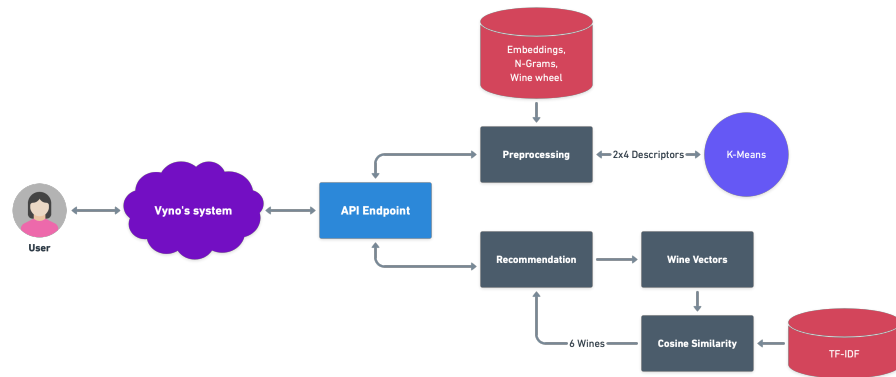 Embeddings,
N-Grams,
Wine wheel
Preprocessing
2x4 Descriptors
K-Means
Vyno's system
API Endpoint
User
Recommendation
Wine Vectors
6 Wines
Cosine Similarity
TF-IDF